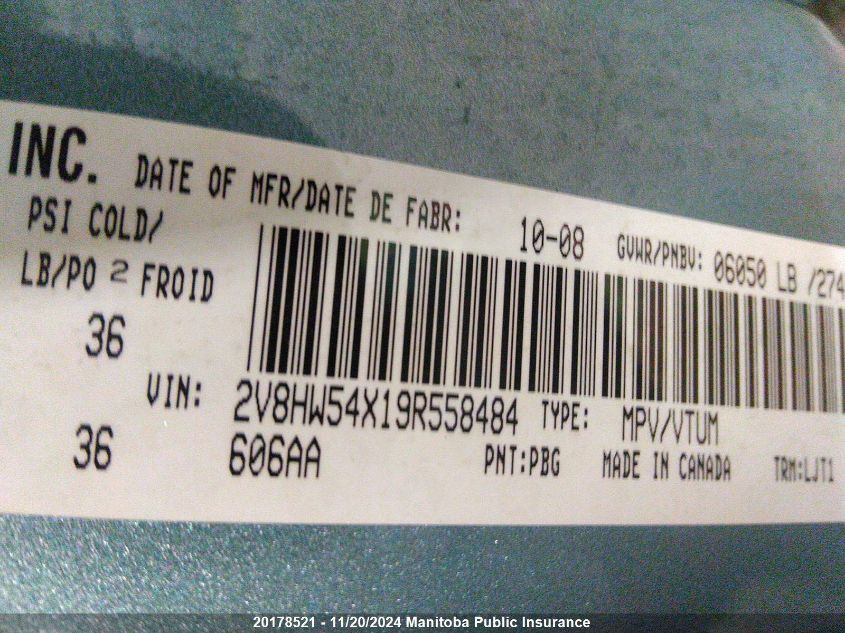 INC. DATE OF MFR/DATE DE FABR: 10-08 GVWR/PNBV: 06050 LB /274
PSI COLD/
LB/PO 2 FROID
36
VIN: 2V8HW54X19R558484 TYPE: MPV/VTUM
36 606AA PNT:PBG MADE IN CANADA TRM:LJT1
20178521 - 11/20/2024 Manitoba Public Insurance